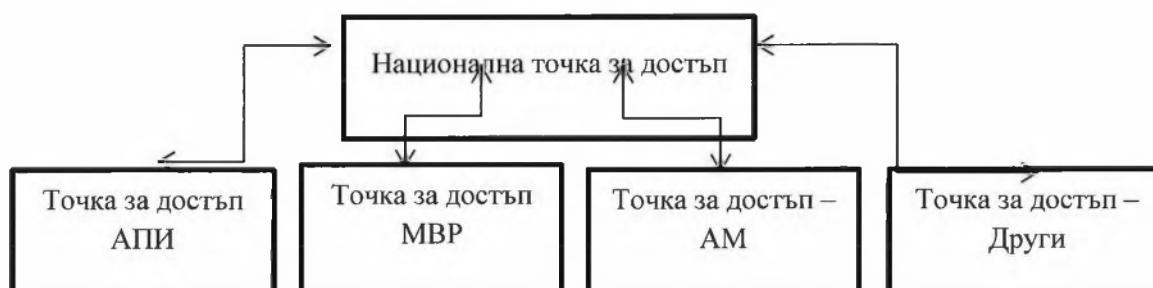 Национална точка за достъп
Точка за достъп
АПИ
Точка за достъп
МВР
Точка за достъп –
АМ
Точка за достъп –
Други